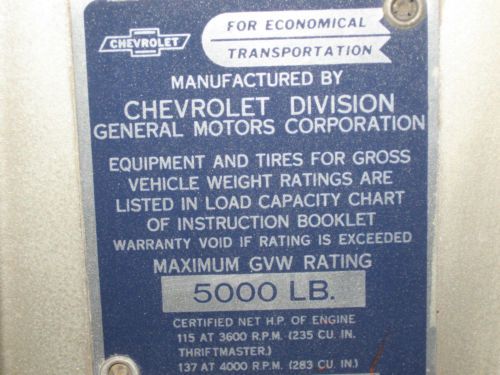 CHEVROLET
FOR ECONOMICAL
TRANSPORTATION
MANUFACTURED BY
CHEVROLET DIVISION
GENERAL MOTORS CORPORATION
EQUIPMENT AND TIRES FOR GROSS
VEHICLE WEIGHT RATINGS ARE
LISTED IN LOAD CAPACITY CHART
OF INSTRUCTION BOOKLET
WARRANTY VOID IF RATING IS EXCEEDED
MAXIMUM GVW RATING
5000 LB.
CERTIFIED NET H.P. OF ENGINE
115 AT 3600 R.P.M. (235 CU. IN.
THRIFTMASTER.)
137 AT 4000 R.P.M. (283 CU. IN.)